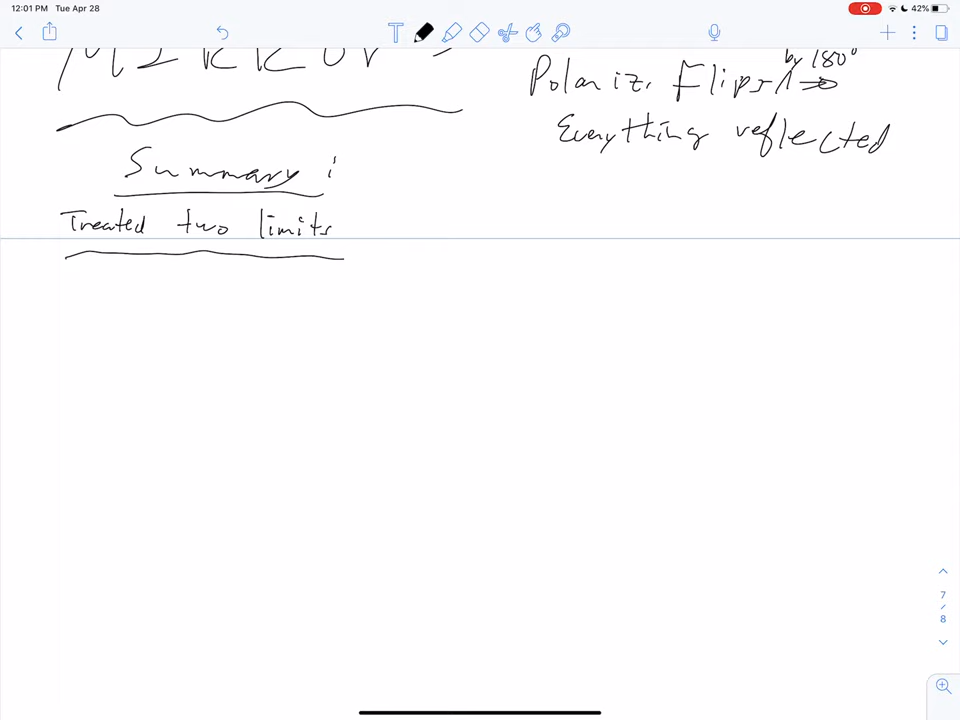 12:01 PM Tue Apr 28
42%
MIRROR
by 180°
Polariz. Flips
Everything reflected
Summary:
Treated two limits
7
/
8